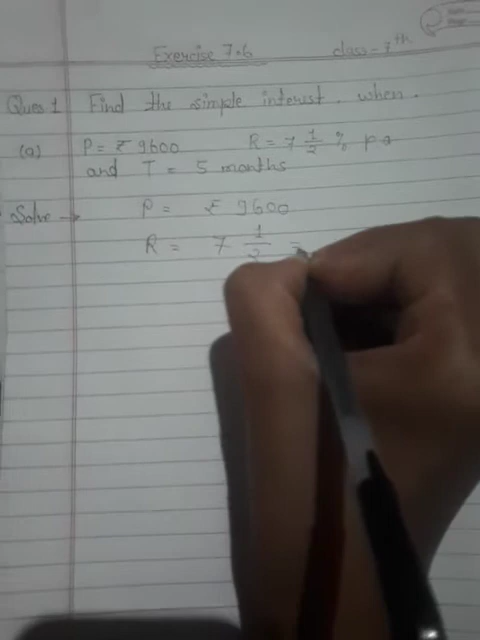 Exercise 7.6 class-7th
Ques 1 Find the simple interest. when.
(a) P = ₹ 9600 R = 7 1/2 % pa
and T = 5 months
Solve → P = ₹ 9600
R = 7 1/2 =